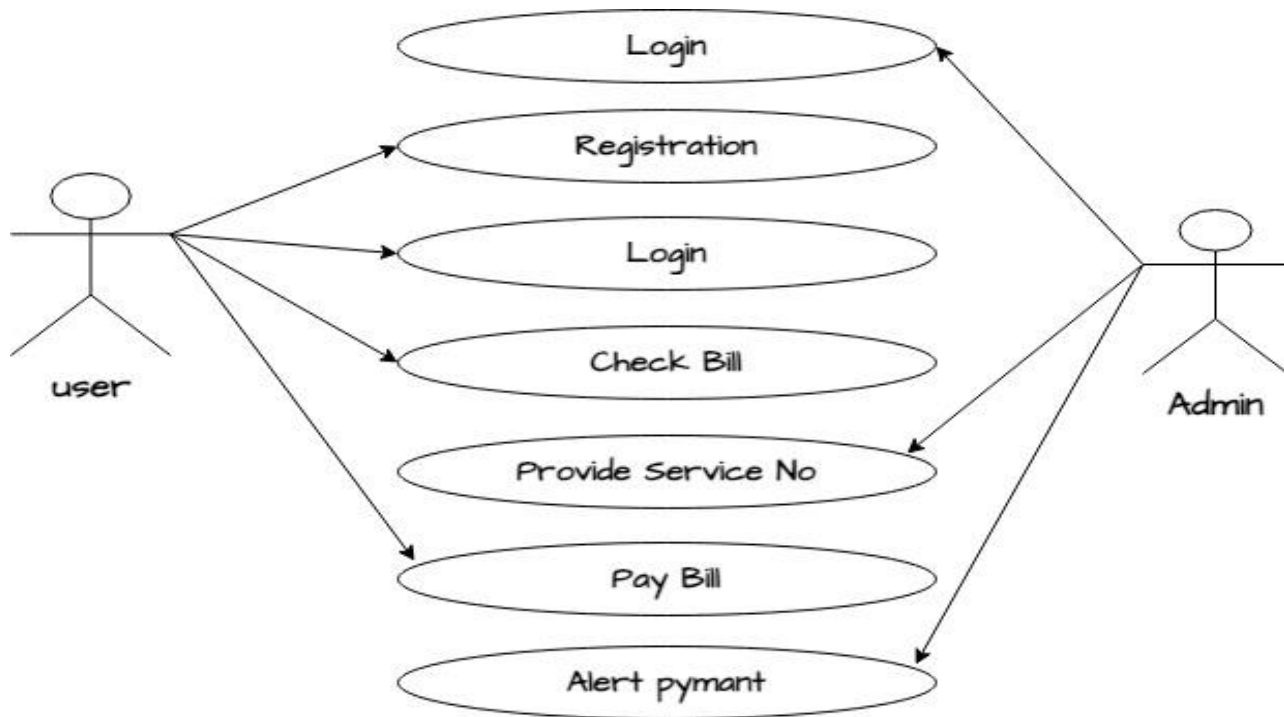 Login
Registration
Login
user
Check Bill
Admin
Provide Service No
Pay Bill
Alert pymant